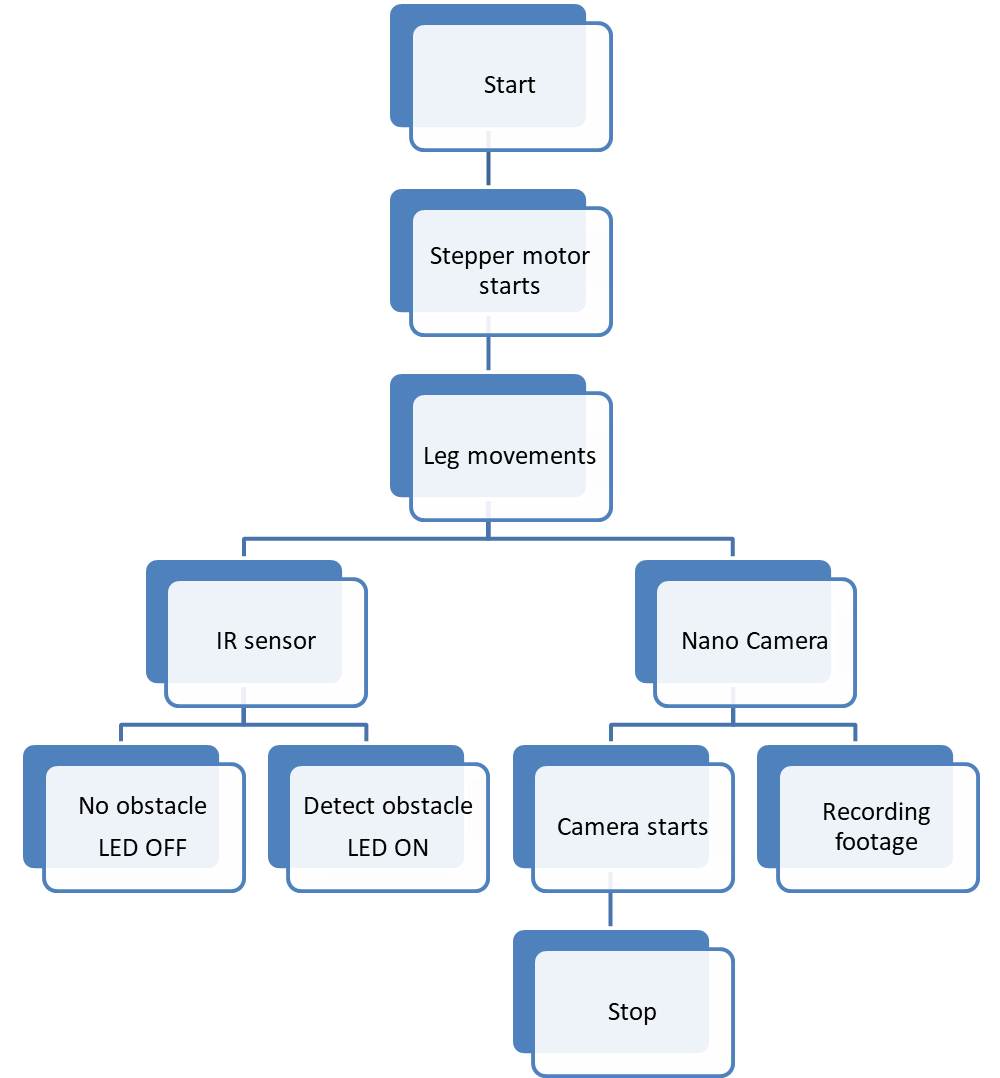 Start
Stepper motor
starts
Leg movements
IR sensor
Nano Camera
No obstacle
LED OFF
Detect obstacle
LED ON
Camera starts
Recording
footage
Stop